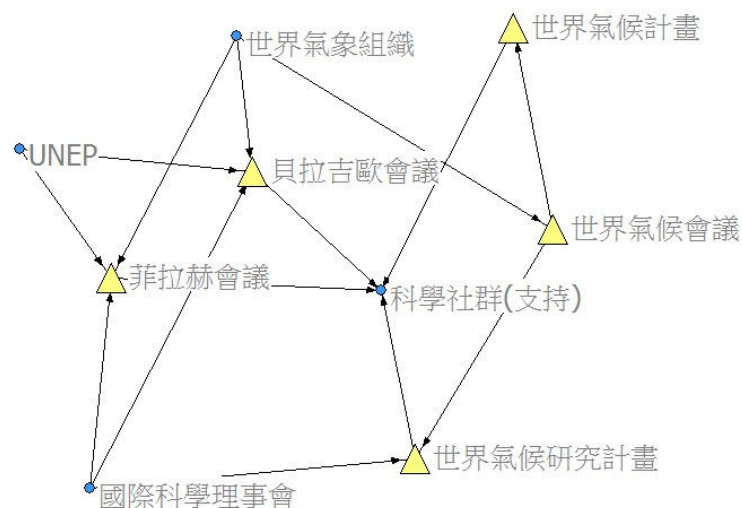 世界氣候計畫
世界氣象組織
UNEP
貝拉吉歐會議
世界氣候會議
菲拉赫會議
科學社群(支持)
世界氣候研究計畫
國際科學理事會